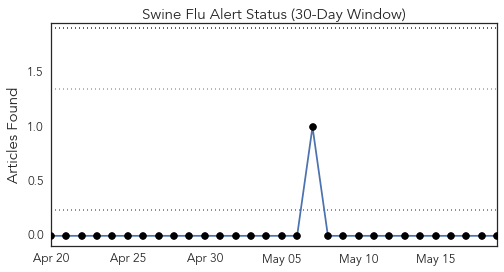 Swine Flu Alert Status (30-Day Window)
Articles Found
1.5
1.0
0.5
0.0
Apr 20 Apr 25 Apr 30 May 05 May 10 May 15